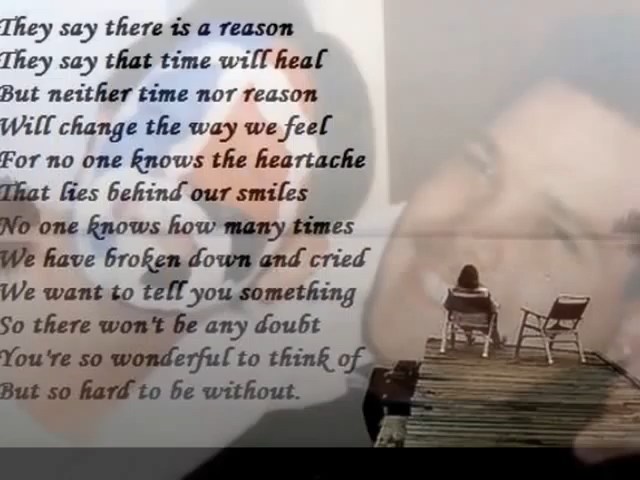 They say there is a reason
They say that time will heal
But neither time nor reason
Will change the way we feel
For no one knows the heartache
That lies behind our smiles
No one knows how many times
We have broken down and cried
We want to tell you something
So there won't be any doubt
You're so wonderful to think of
But so hard to be without.